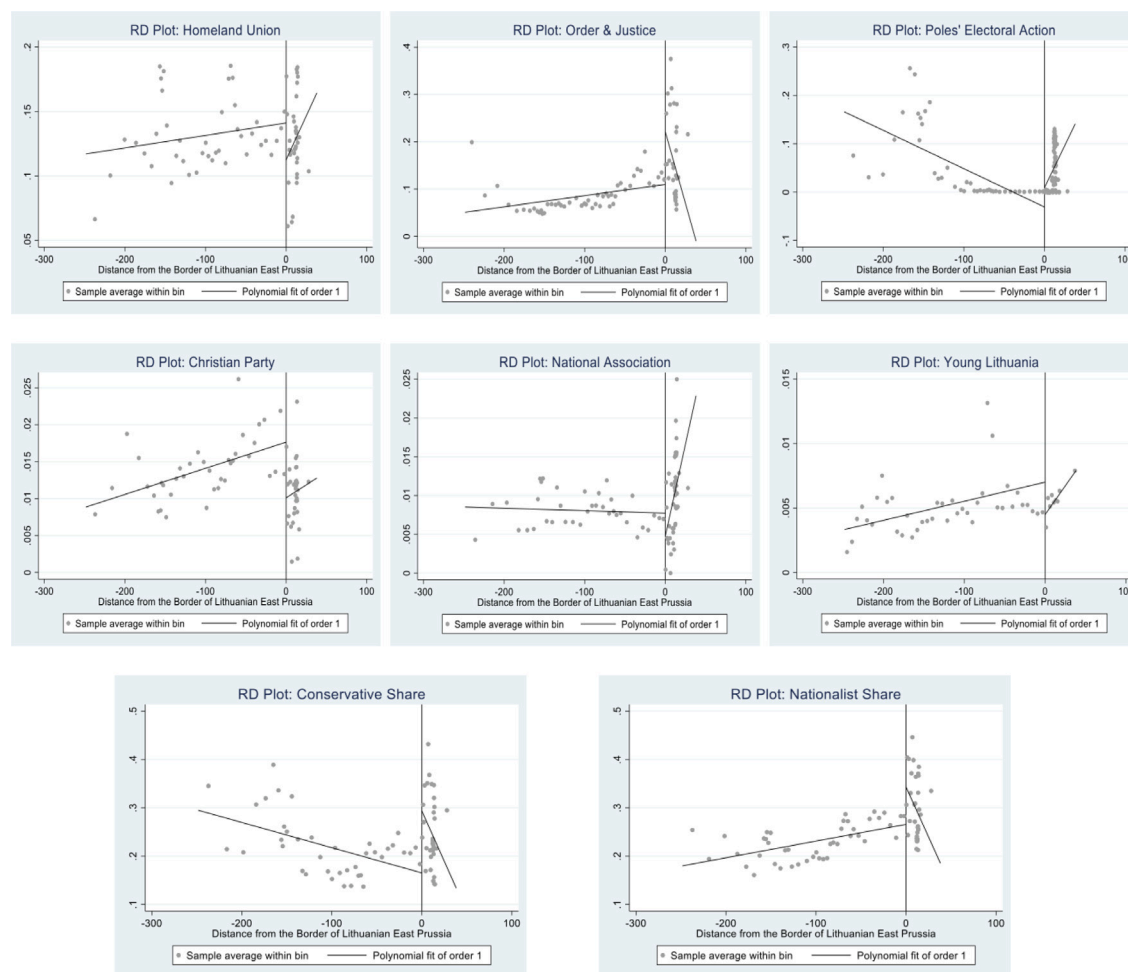 RD Plot: Homeland Union
.2
.15
.1
.05
-300
-200
-100
0
100
Distance from the Border of Lithuanian East Prussia
Sample average within bin
Polynomial fit of order 1
RD Plot: Order & Justice
.4
.3
.2
.1
0
-300
-200
-100
0
100
Distance from the Border of Lithuanian East Prussia
Sample average within bin
Polynomial fit of order 1
RD Plot: Poles' Electoral Action
.3
.2
.1
0
-.1
-300
-200
-100
0
100
Distance from the Border of Lithuanian East Prussia
Sample average within bin
Polynomial fit of order 1
RD Plot: Christian Party
.025
.02
.015
.01
.005
0
-300
-200
-100
0
100
Distance from the Border of Lithuanian East Prussia
Sample average within bin
Polynomial fit of order 1
RD Plot: National Association
.025
.02
.015
.01
.005
0
-300
-200
-100
0
100
Distance from the Border of Lithuanian East Prussia
Sample average within bin
Polynomial fit of order 1
RD Plot: Young Lithuania
.015
.01
.005
0
-300
-200
-100
0
100
Distance from the Border of Lithuanian East Prussia
Sample average within bin
Polynomial fit of order 1
RD Plot: Conservative Share
.5
.4
.3
.2
.1
-300
-200
-100
0
100
Distance from the Border of Lithuanian East Prussia
Sample average within bin
Polynomial fit of order 1
RD Plot: Nationalist Share
.5
.4
.3
.2
.1
-300
-200
-100
0
100
Distance from the Border of Lithuanian East Prussia
Sample average within bin
Polynomial fit of order 1